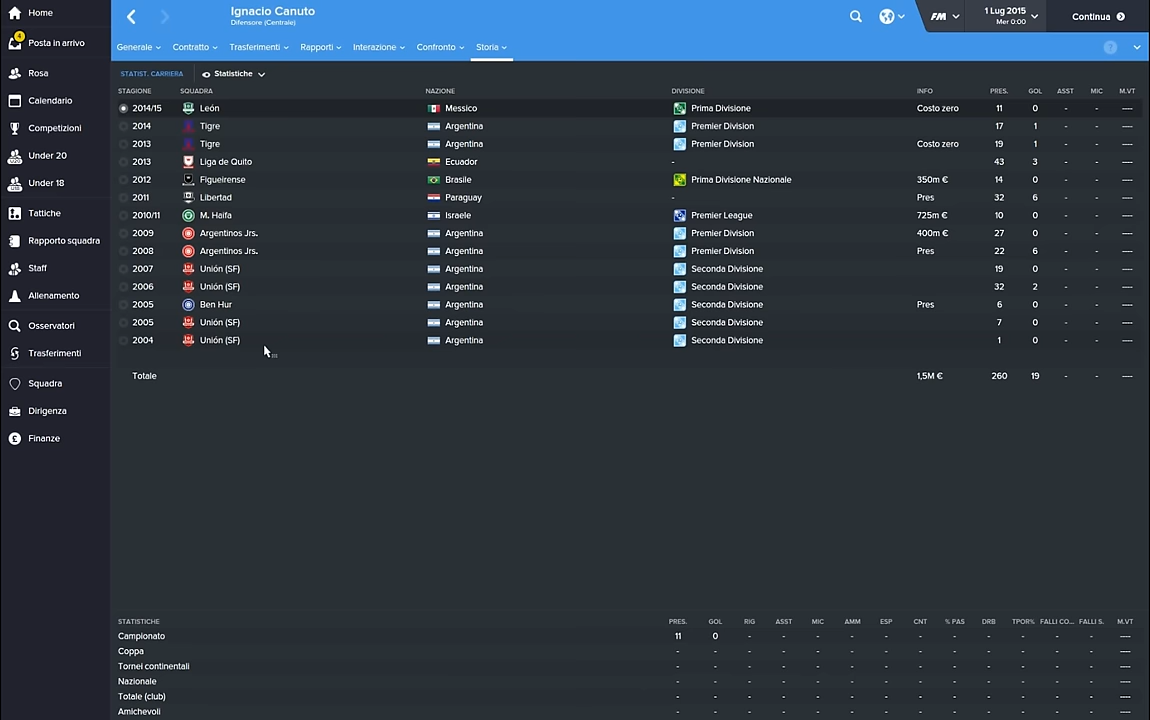 Home
Ignacio Canuto
Difensore (Centrale)
FM
1 Lug 2015
Mer 0:00
Continua
4
Posta in arrivo
Generale
Contratto
Trasferimenti
Rapporti
Interazione
Confronto
Storia
?
Rosa
Calendario
Competizioni
Under 20
Under 18
Tattiche
Rapporto squadra
Staff
Allenamento
Osservatori
Trasferimenti
Squadra
Dirigenza
Finanze
STATIST. CARRIERA Statistiche
STAGIONE SQUADRA NAZIONE DIVISIONE INFO PRES. GOL ASST MIC M.VT
2014/15 León Messico Prima Divisione Costo zero 11 0 - - ----
2014 Tigre Argentina Premier Division 17 1 - - ----
2013 Tigre Argentina Premier Division Costo zero 19 1 - - ----
2013 Liga de Quito Ecuador - 43 3 - - ----
2012 Figueirense Brasile Prima Divisione Nazionale 350m € 14 0 - - ----
2011 Libertad Paraguay - Pres 32 6 - - ----
2010/11 M. Haifa Israele Premier League 725m € 10 0 - - ----
2009 Argentinos Jrs. Argentina Premier Division 400m € 27 0 - - ----
2008 Argentinos Jrs. Argentina Premier Division Pres 22 6 - - ----
2007 Unión (SF) Argentina Seconda Divisione 19 0 - - ----
2006 Unión (SF) Argentina Seconda Divisione 32 2 - - ----
2005 Ben Hur Argentina Seconda Divisione Pres 6 0 - - ----
2005 Unión (SF) Argentina Seconda Divisione 7 0 - - ----
2004 Unión (SF) Argentina Seconda Divisione 1 0 - - ----
Totale 1,5M € 260 19 - - ----
STATISTICHE PRES. GOL RIG ASST MIC AMM ESP CNT % PAS DRB TPOR% FALLI CO... FALLI S. M.VT
Campionato 11 0 - - - - - - - - - - - ----
Coppa - - - - - - - - - - - - - ----
Tornei continentali - - - - - - - - - - - - - ----
Nazionale - - - - - - - - - - - - - ----
Totale (club) - - - - - - - - - - - - - ----
Amichevoli - - - - - - - - - - - - - ----